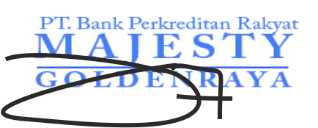 PT. Bank Perkreditan Rakyat
MAJESTY
GOLDENRAYA